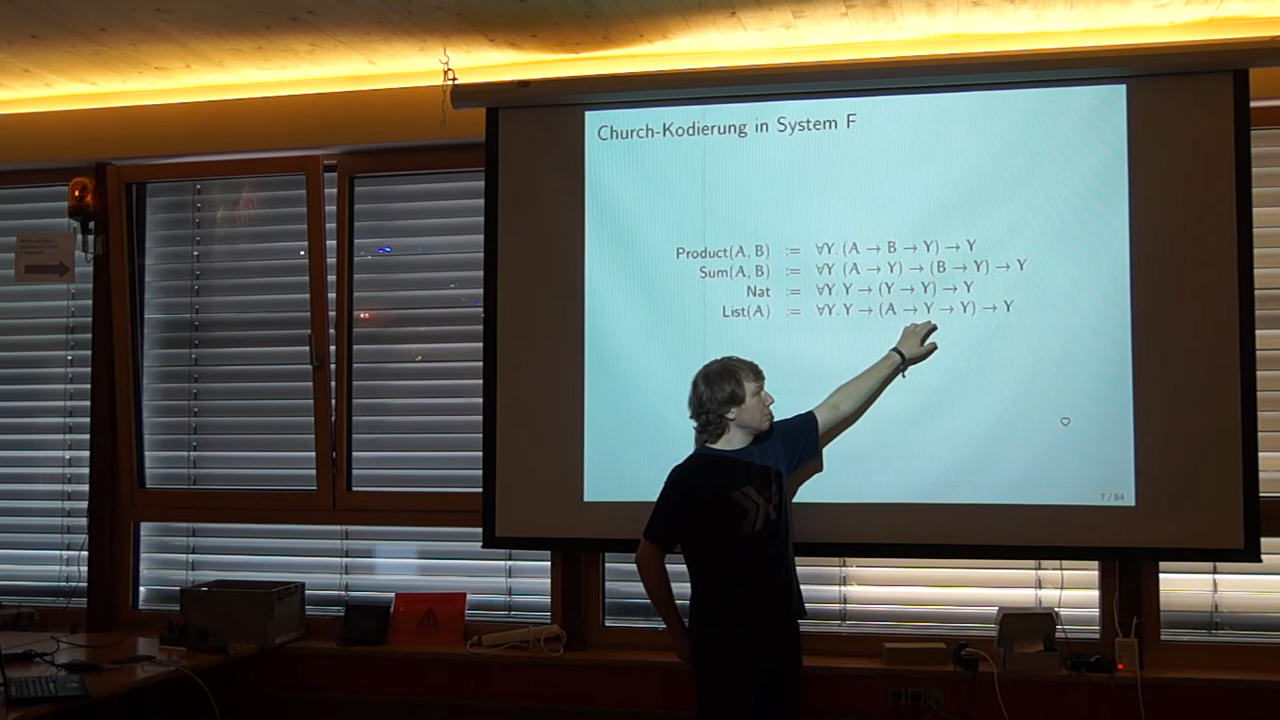 Church-Kodierung in System F
Product(A, B) := ∀Y. (A → B → Y) → Y
Sum(A, B) := ∀Y. (A → Y) → (B → Y) → Y
Nat := ∀Y. Y → (Y → Y) → Y
List(A) := ∀Y. Y → (A → Y → Y) → Y
7 / 84